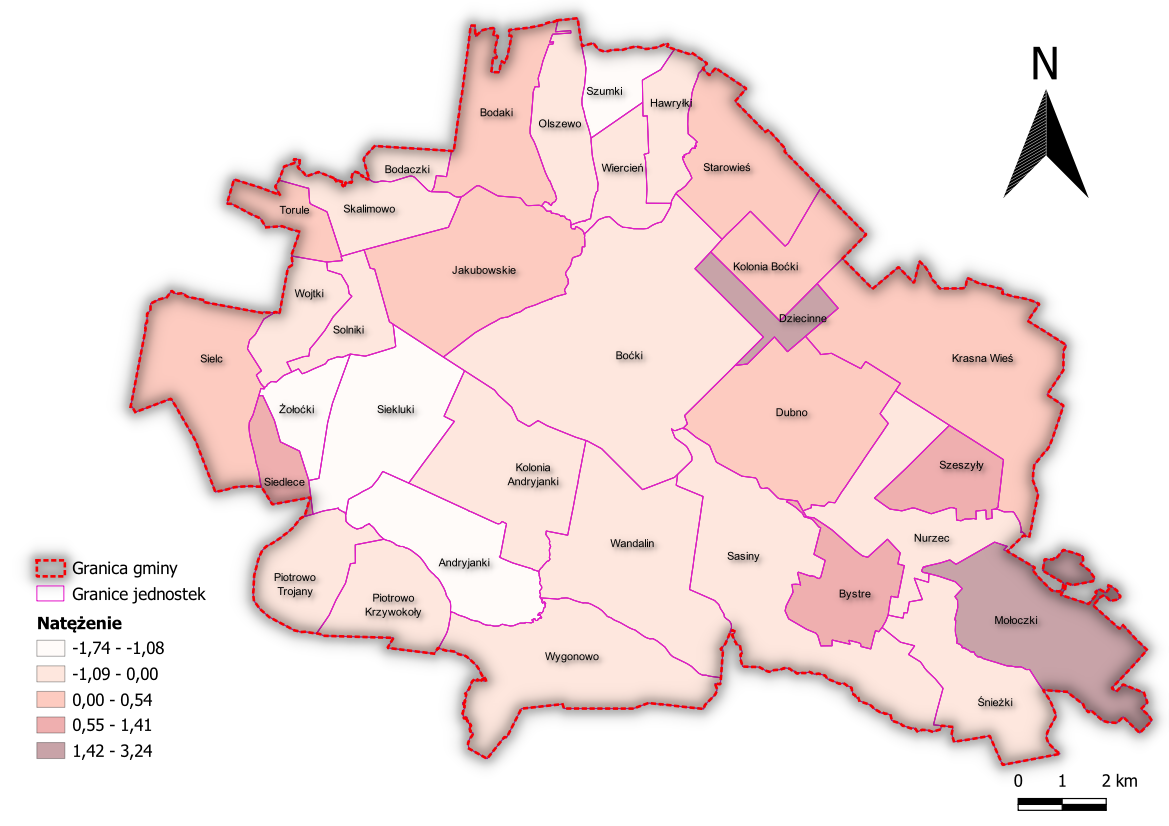 N
Szumki
Hawryłki
Bodaki
Olszewo
Bodaczki
Wiercień
Starowieś
Torule
Skalimowo
Jakubowskie
Kolonia Boćki
Wojtki
Dziecinne
Solniki
Sielc
Boćki
Krasna Wieś
Żołoćki
Siekluki
Dubno
Szeszyły
Kolonia
Andryjanki
Siedlece
Nurzec
Wandalin
Sasiny
Andryjanki
Piotrowo
Trojany
Bystre
Piotrowo
Krzywokoły
Mołoczki
Wygonowo
Śnieżki
Granica gminy
Granice jednostek
Natężenie
-1,74 - -1,08
-1,09 - 0,00
0,00 - 0,54
0,55 - 1,41
1,42 - 3,24
0 1 2 km